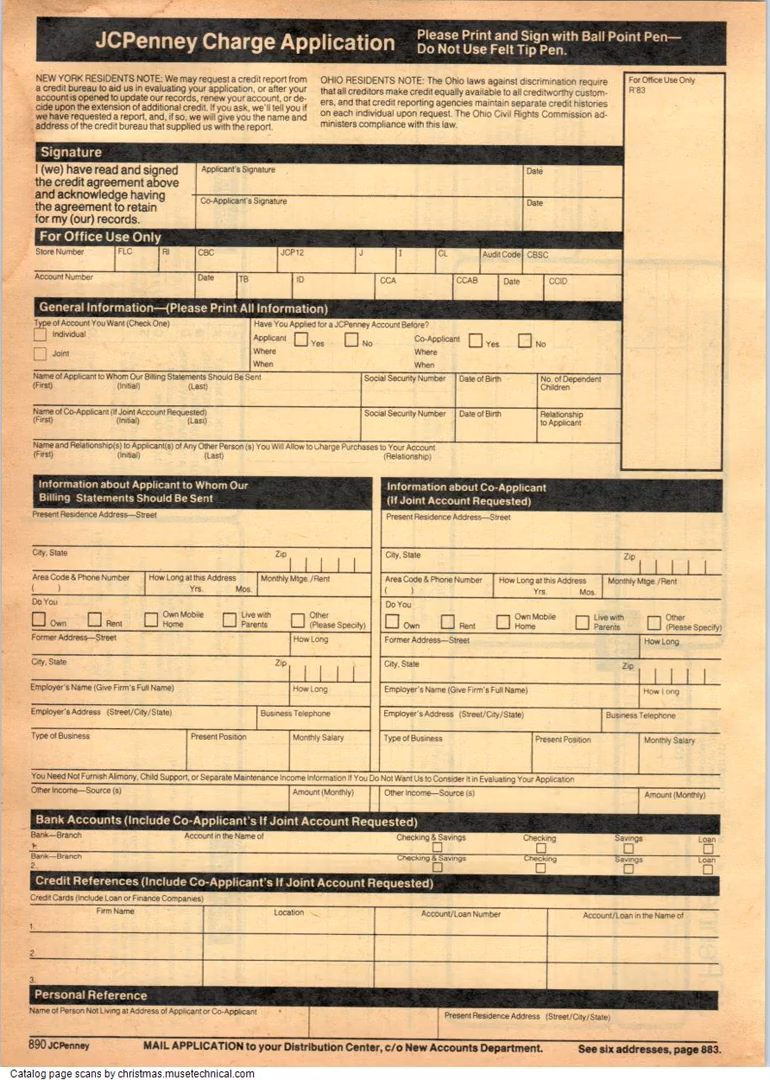 JCPenney Charge Application
Please Print and Sign with Ball Point Pen—
Do Not Use Felt Tip Pen.
NEW YORK RESIDENTS NOTE: We may request a credit report from
a credit bureau to aid us in evaluating your application, or after your
account is opened to update our records, renew your account, or de-
cide upon the extension of additional credit. If you ask, we'll tell you if
we have requested a report, and, if so, we will give you the name and
address of the credit bureau that supplied us with the report.
OHIO RESIDENTS NOTE: The Ohio laws against discrimination require
that all creditors make credit equally available to all creditworthy custom-
ers, and that credit reporting agencies maintain separate credit histories
on each individual upon request. The Ohio Civil Rights Commission ad-
ministers compliance with this law.
For Office Use Only
R'83
Signature
I (we) have read and signed
the credit agreement above
and acknowledge having
the agreement to retain
for my (our) records.
Applicant's Signature Date
Co-Applicant's Signature Date
For Office Use Only
Store Number FLC RI CBC JCP12 J I CL Audit Code CBSC
Account Number Date TB ID CCA CCAB Date CCID
General Information—(Please Print All Information)
Type of Account You Want (Check One)
Individual
Joint
Have You Applied for a JCPenney Account Before?
Applicant Yes No Co-Applicant Yes No
Where Where
When When
Name of Applicant to Whom Our Billing Statements Should Be Sent
(First) (Initial) (Last)
Social Security Number Date of Birth No. of Dependent
Children
Name of Co-Applicant (If Joint Account Requested)
(First) (Initial) (Last)
Social Security Number Date of Birth Relationship
to Applicant
Name and Relationship(s) to Applicant(s) of Any Other Person (s) You Will Allow to Charge Purchases to Your Account
(First) (Initial) (Last) (Relationship)
Information about Applicant to Whom Our
Billing Statements Should Be Sent
Present Residence Address—Street
City, State Zip
Area Code & Phone Number How Long at this Address Monthly Mtge./Rent
( ) Yrs. Mos.
Do You
Own Rent Own Mobile
Home Live with
Parents Other
(Please Specify)
Former Address—Street How Long
City, State Zip
Employer's Name (Give Firm's Full Name) How Long
Employer's Address (Street/City/State) Business Telephone
Type of Business Present Position Monthly Salary
Information about Co-Applicant
(If Joint Account Requested)
Present Residence Address—Street
City, State Zip
Area Code & Phone Number How Long at this Address Monthly Mtge./Rent
( ) Yrs. Mos.
Do You
Own Rent Own Mobile
Home Live with
Parents Other
(Please Specify)
Former Address—Street How Long
City, State Zip
Employer's Name (Give Firm's Full Name) How Long
Employer's Address (Street/City/State) Business Telephone
Type of Business Present Position Monthly Salary
You Need Not Furnish Alimony, Child Support, or Separate Maintenance Income Information If You Do Not Want Us to Consider it in Evaluating Your Application
Other Income—Source (s) Amount (Monthly) Other Income—Source (s) Amount (Monthly)
Bank Accounts (Include Co-Applicant's If Joint Account Requested)
Bank—Branch Account in the Name of Checking & Savings Checking Savings Loan
1.
Bank—Branch Checking & Savings Checking Savings Loan
2.
Credit References (Include Co-Applicant's If Joint Account Requested)
Credit Cards (Include Loan or Finance Companies)
Firm Name Location Account/Loan Number Account/Loan in the Name of
1.
2.
3.
Personal Reference
Name of Person Not Living at Address of Applicant or Co-Applicant Present Residence Address (Street/City/State)
890 JCPenney MAIL APPLICATION to your Distribution Center, c/o New Accounts Department. See six addresses, page 883.
Catalog page scans by christmas.musetechnical.com